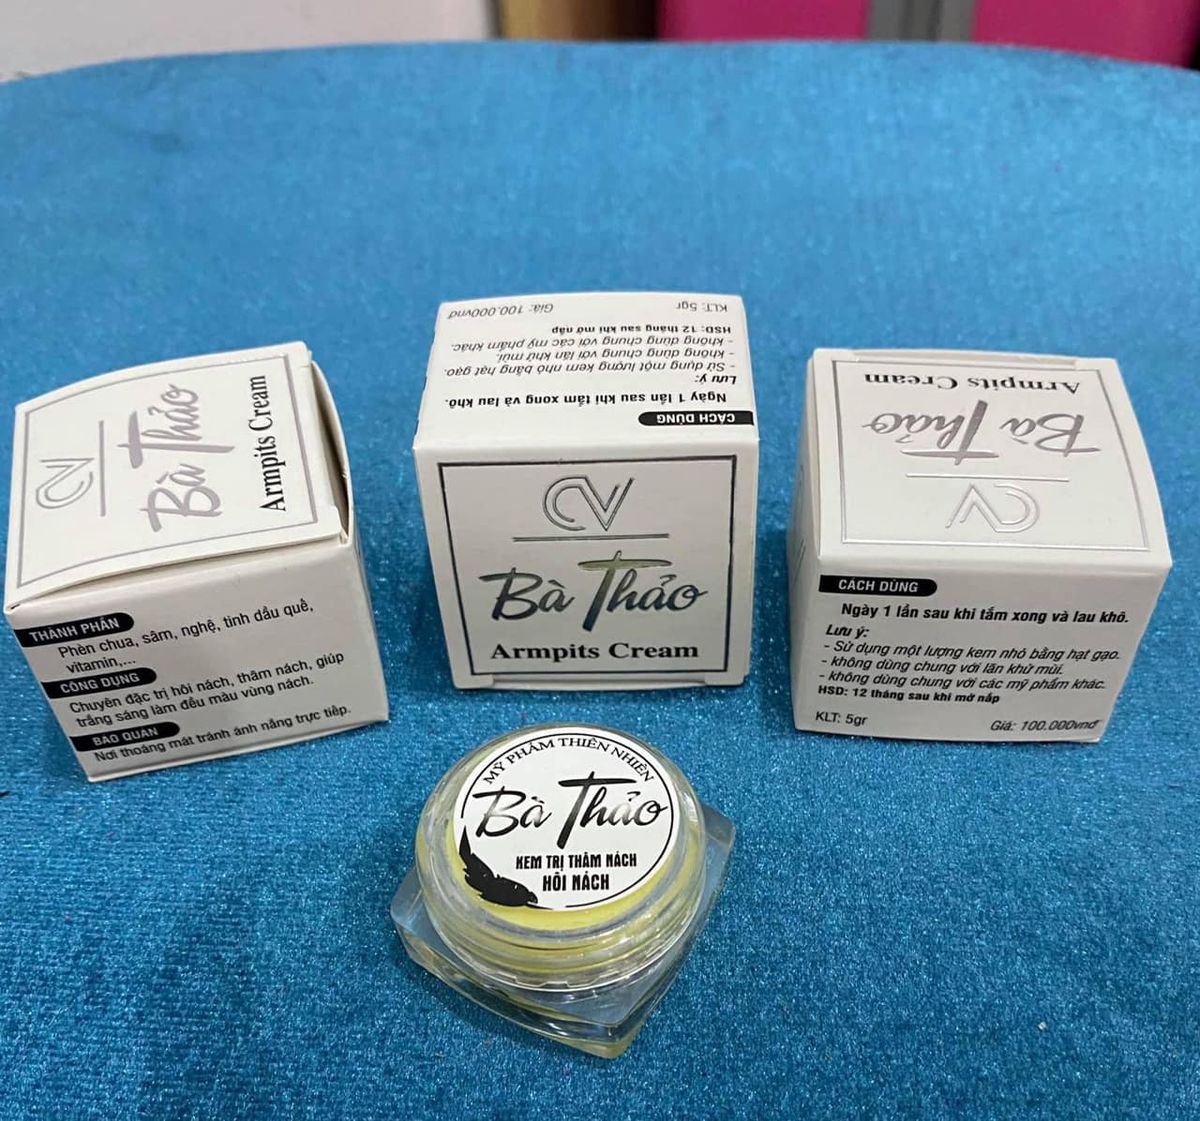 CV
Bà Thảo
Armpits Cream
THÀNH PHẦN
Phèn chua, sâm, nghệ, tinh dầu quế,
vitamin,...
CÔNG DỤNG
Chuyên đặc trị hôi nách, thâm nách, giúp
trắng sáng làm đều màu vùng nách.
BẢO QUẢN
Nơi thoáng mát tránh ánh nắng trực tiếp.
CÁCH DÙNG
Ngày 1 lần sau khi tắm xong và lau khô.
Lưu ý:
- Sử dụng một lượng kem nhỏ bằng hạt gạo.
- không dùng chung với lăn khử mùi.
- không dùng chung với các mỹ phẩm khác.
HSD: 12 tháng sau khi mở nắp
KLT: 5gr Giá: 100.000vnđ
CV
Bà Thảo
Armpits Cream
CV
Bà Thảo
Armpits Cream
CÁCH DÙNG
Ngày 1 lần sau khi tắm xong và lau khô.
Lưu ý:
- Sử dụng một lượng kem nhỏ bằng hạt gạo.
- không dùng chung với lăn khử mùi.
- không dùng chung với các mỹ phẩm khác.
HSD: 12 tháng sau khi mở nắp
KLT: 5gr Giá: 100.000vnđ
MỸ PHẨM THIÊN NHIÊN
Bà Thảo
KEM TRỊ THÂM NÁCH
HÔI NÁCH